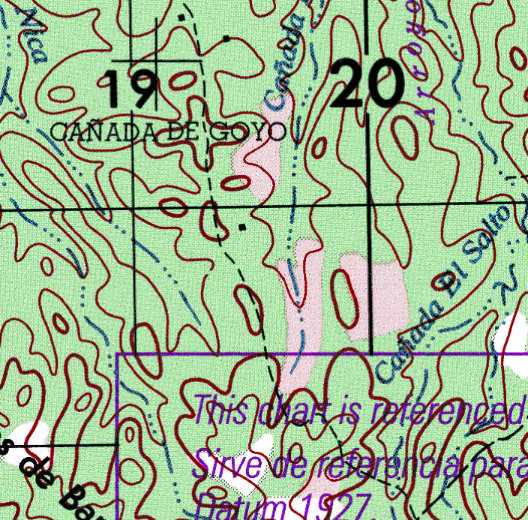 Nica
Cañada
Arroyo
19
20
CAÑADA DE GOYO
Cañada El Salto
This chart is referenced
s de Bar
Sirve de referencia para
Datum 1927.